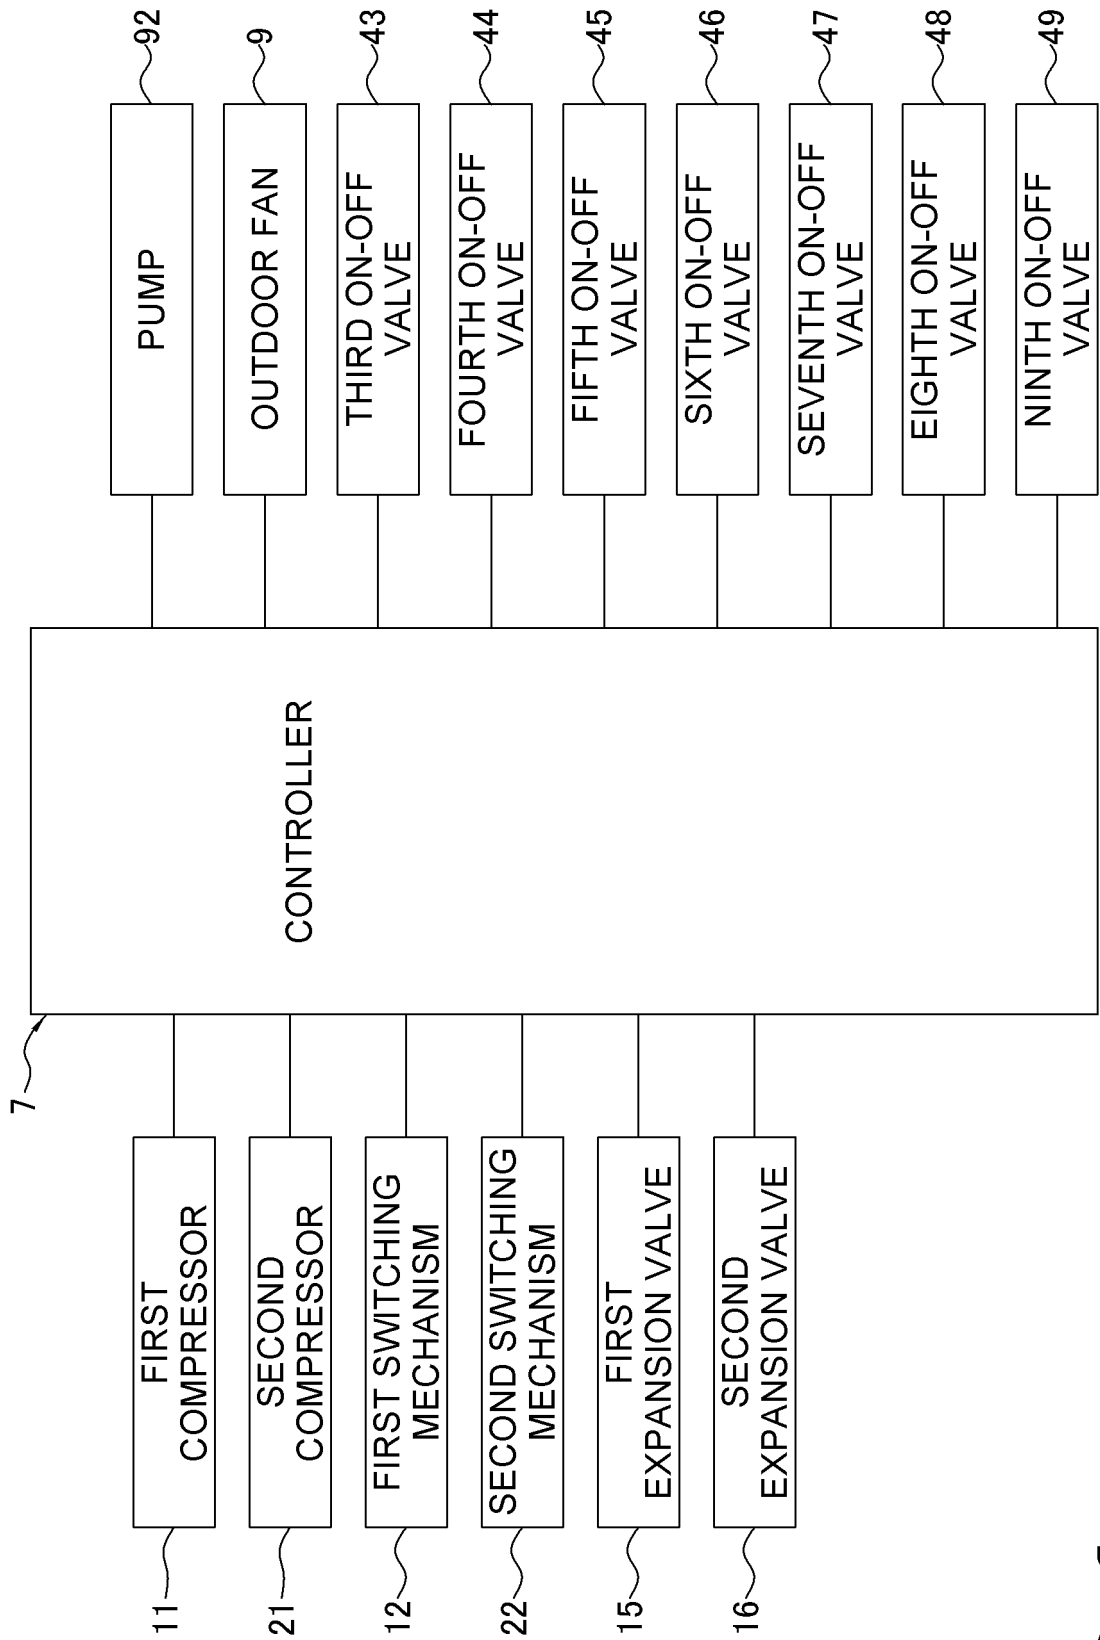 7
CONTROLLER
11
FIRST
COMPRESSOR
21
SECOND
COMPRESSOR
12
FIRST SWITCHING
MECHANISM
22
SECOND SWITCHING
MECHANISM
15
FIRST
EXPANSION VALVE
16
SECOND
EXPANSION VALVE
PUMP
92
OUTDOOR FAN
9
THIRD ON-OFF
VALVE
43
FOURTH ON-OFF
VALVE
44
FIFTH ON-OFF
VALVE
45
SIXTH ON-OFF
VALVE
46
SEVENTH ON-OFF
VALVE
47
EIGHTH ON-OFF
VALVE
48
NINTH ON-OFF
VALVE
49